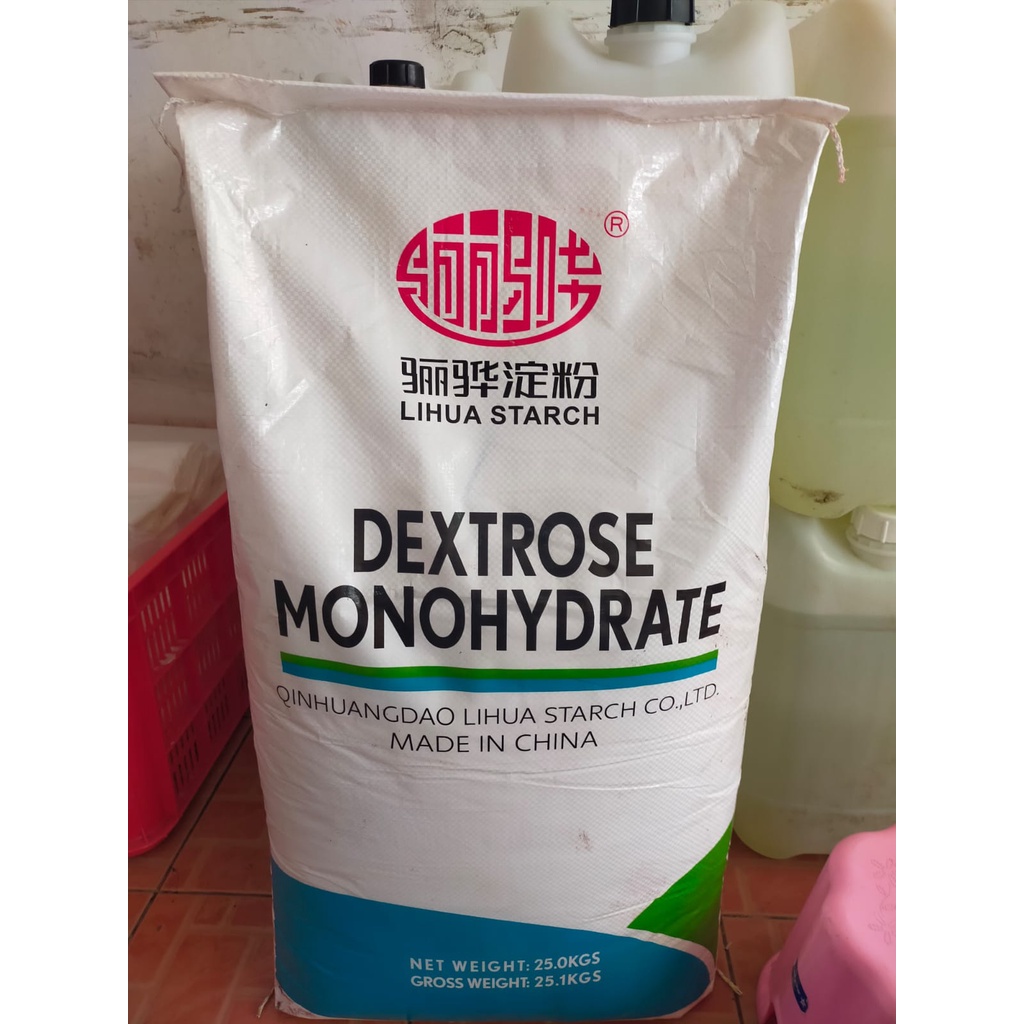 骊骅
®
骊骅淀粉
LIHUA STARCH
DEXTROSE
MONOHYDRATE
QINHUANGDAO LIHUA STARCH CO.,LTD.
MADE IN CHINA
NET WEIGHT: 25.0KGS
GROSS WEIGHT: 25.1KGS